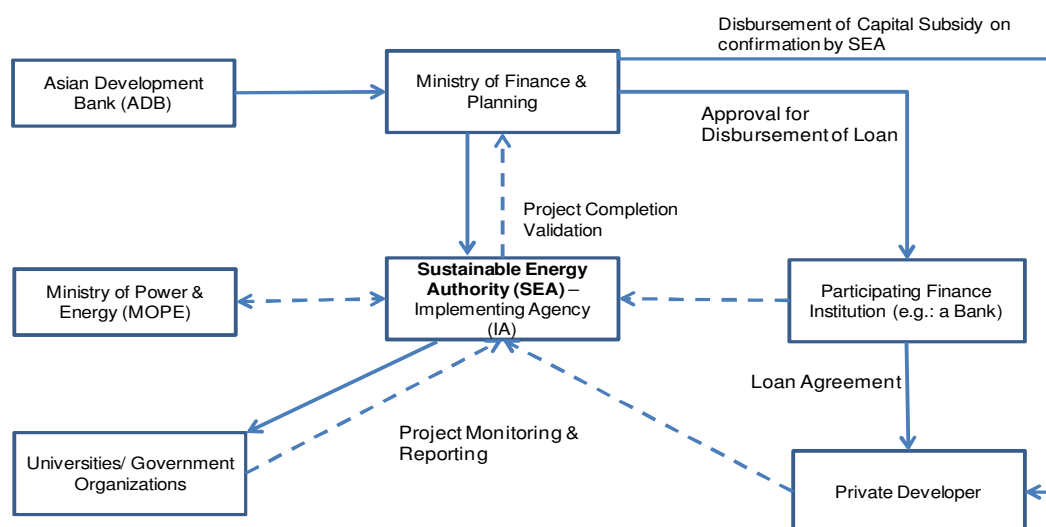 Disbursement of Capital Subsidy on
confirmation by SEA
Asian Development
Bank (ADB)
Ministry of Finance &
Planning
Approval for
Disbursement of Loan
Project Completion
Validation
Ministry of Power &
Energy (MOPE)
Sustainable Energy
Authority (SEA) –
Implementing Agency
(IA)
Participating Finance
Institution (e.g.: a Bank)
Loan Agreement
Universities/ Government
Organizations
Project Monitoring &
Reporting
Private Developer